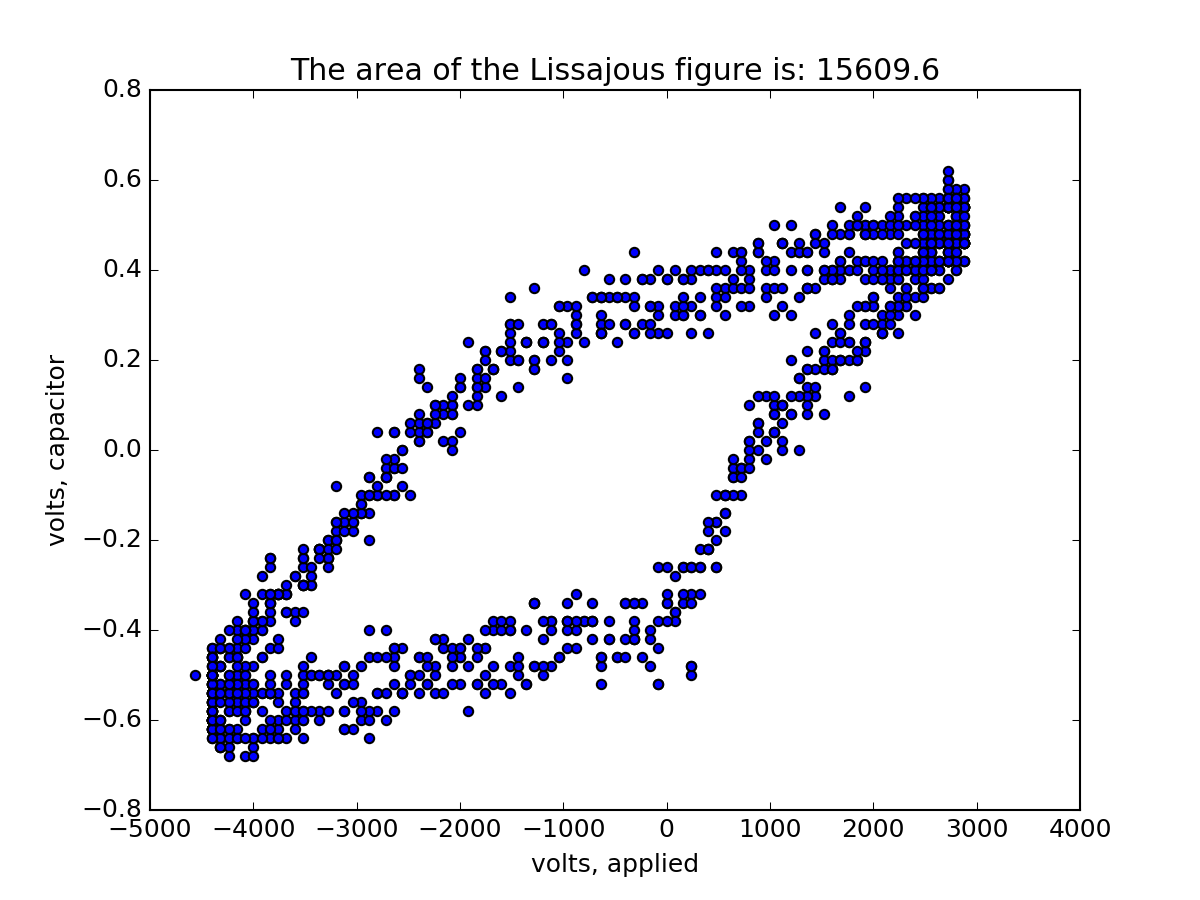 The area of the Lissajous figure is: 15609.6
0.8
0.6
0.4
0.2
0.0
−0.2
−0.4
−0.6
−0.8
volts, capacitor
−5000 −4000 −3000 −2000 −1000 0 1000 2000 3000 4000
volts, applied